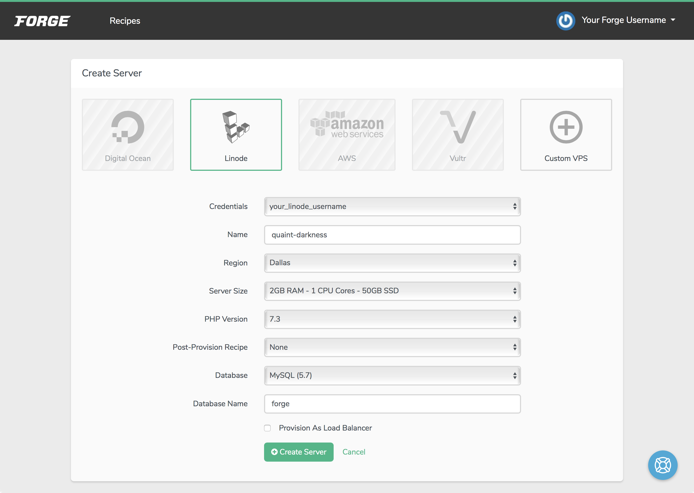 FORGE
Recipes
Your Forge Username
Create Server
Digital Ocean
Linode
amazon
web services
AWS
Vultr
Custom VPS
Credentials your_linode_username
Name quaint-darkness
Region Dallas
Server Size 2GB RAM - 1 CPU Cores - 50GB SSD
PHP Version 7.3
Post-Provision Recipe None
Database MySQL (5.7)
Database Name forge
Provision As Load Balancer
Create Server Cancel